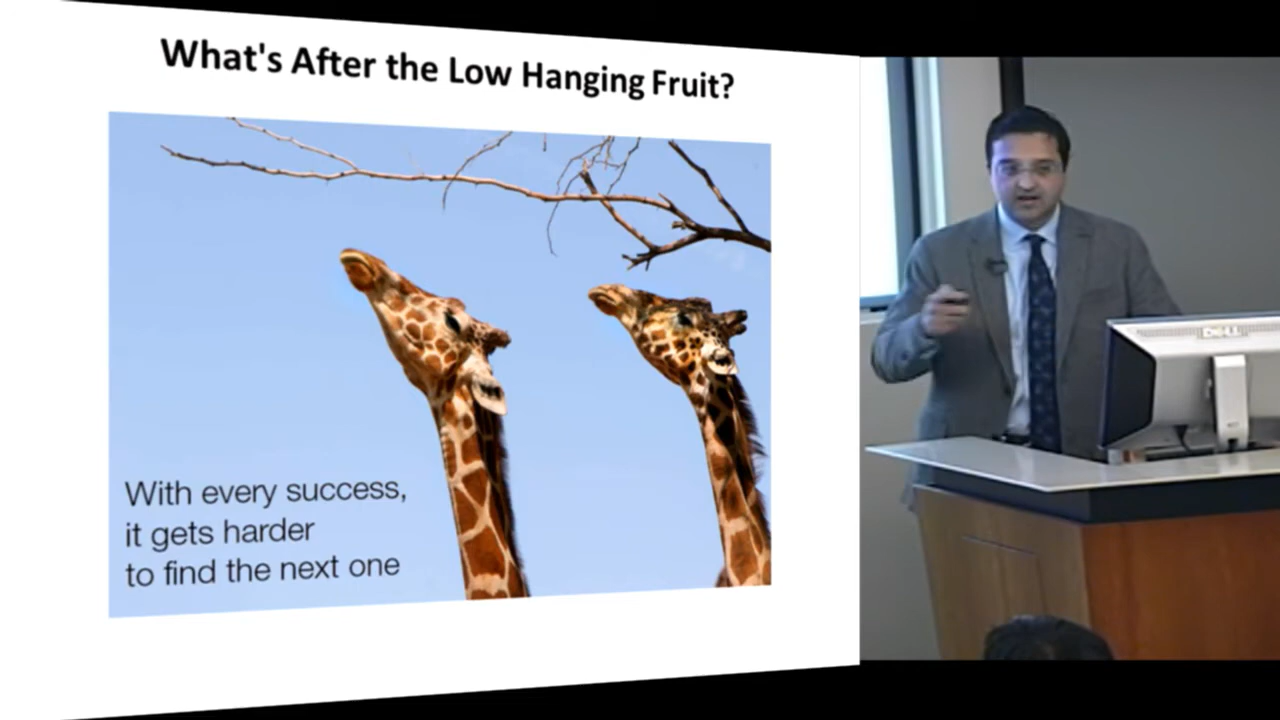 What's After the Low Hanging Fruit?
With every success,
it gets harder
to find the next one
DELL